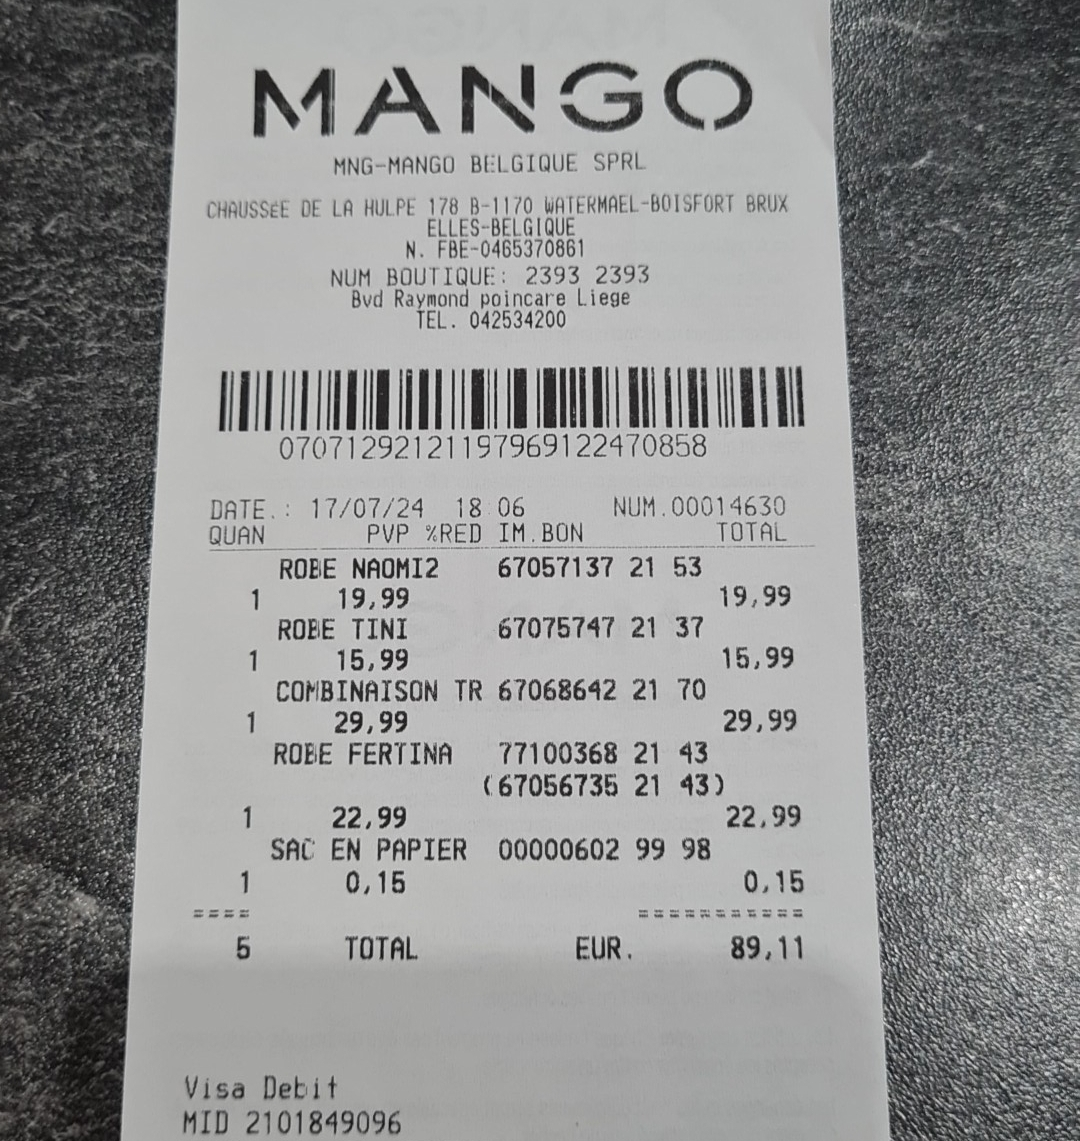 MANGO
MNG-MANGO BELGIQUE SPRL
CHAUSSÉE DE LA HULPE 178 B-1170 WATERMAEL-BOISFORT BRUX
ELLES-BELGIQUE
N. FBE-0465370861
NUM BOUTIQUE: 2393 2393
Bvd Raymond poincare Liege
TEL. 042534200
0707129212119796912247​0858
DATE.: 17/07/24 18:06 NUM.00014630
QUAN PVP %RED IM.BON TOTAL
ROBE NAOMI2 67057137 21 53
1 19,99 19,99
ROBE TINI 67075747 21 37
1 15,99 15,99
COMBINAISON TR 67068642 21 70
1 29,99 29,99
ROBE FERTINA 77100368 21 43
(67056735 21 43)
1 22,99 22,99
SAC EN PAPIER 00000602 99 98
1 0,15 0,15
==== ===========
5 TOTAL EUR. 89,11
Visa Debit
MID 2101849096